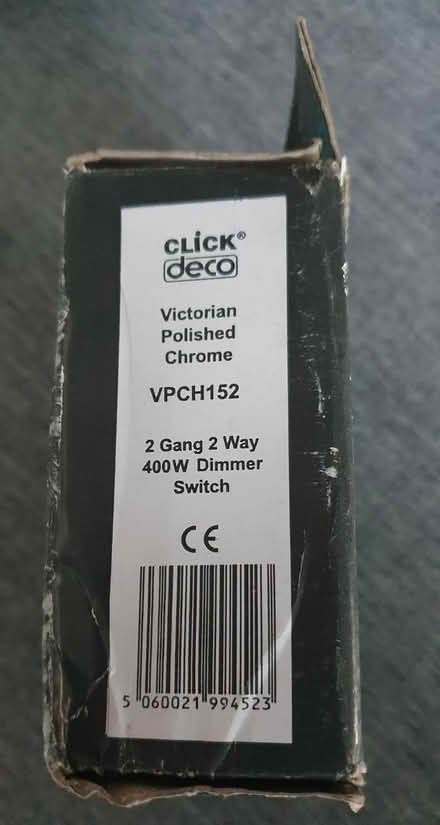 CLiCK®
deco
Victorian
Polished
Chrome
VPCH152
2 Gang 2 Way
400W Dimmer
Switch
CE
5 060021 994523